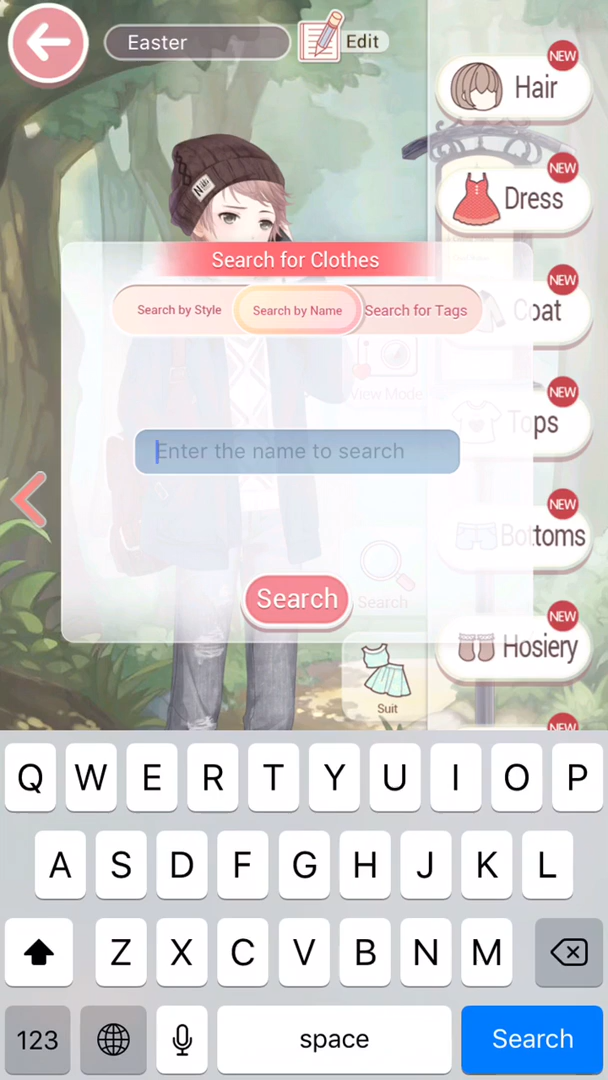 Easter
Edit
NEW
Hair
NEW
Dress
NEW
Coat
NEW
Tops
NEW
Bottoms
NEW
Hosiery
NEW
Nikki
Search for Clothes
Search by Style
Search by Name
Search for Tags
View Mode
Enter the name to search
Search
Search
Suit
Q W E R T Y U I O P
A S D F G H J K L
Z X C V B N M
123
space
Search